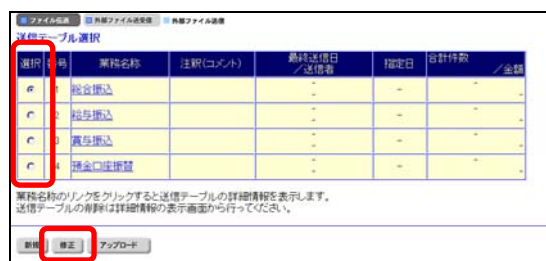 ファイル伝送 外部ファイル送受信 外部ファイル送信
送信テーブル選択
選択 番号 業務名称 注釈(コメント) 最終送信日/送信者 指定日 合計件数/金額
1 総合振込 - - - - -
2 給与振込 - - - - -
3 賞与振込 - - - - -
4 預金口座振替 - - - - -
業務名称のリンクをクリックすると送信テーブルの詳細情報を表示します。
送信テーブルの削除は詳細情報の表示画面から行ってください。
新規 修正 アップロード